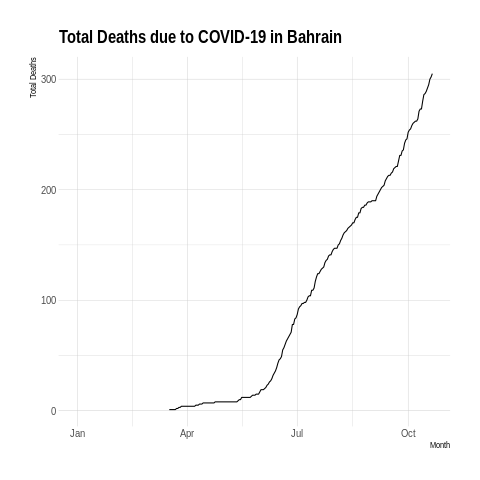 Total Deaths due to COVID-19 in Bahrain
Total Deaths
300
200
100
0
Jan Apr Jul Oct
Month